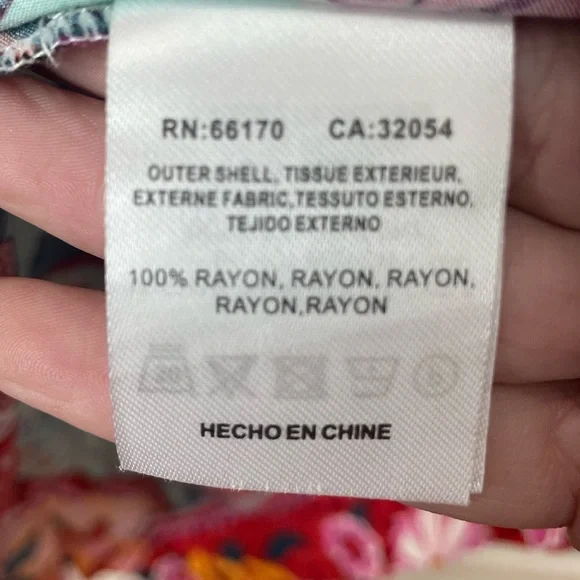 RN:66170 CA:32054
OUTER SHELL, TISSUE EXTERIEUR,
EXTERNE FABRIC,TESSUTO ESTERNO,
TEJIDO EXTERNO
100% RAYON, RAYON, RAYON,
RAYON,RAYON
HECHO EN CHINE